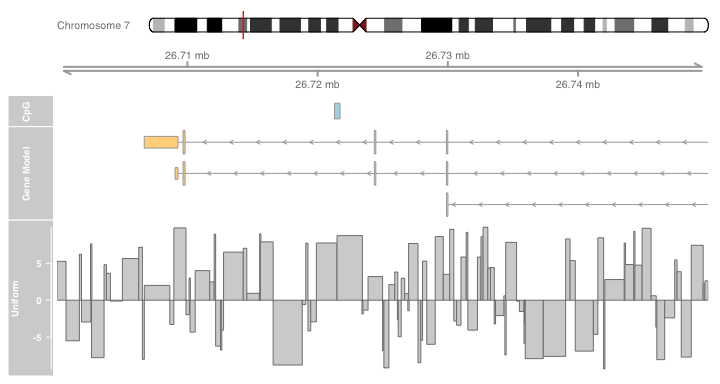 Chromosome 7
26.71 mb
26.73 mb
26.72 mb
26.74 mb
CpG
Gene Model
Uniform
5
0
-5